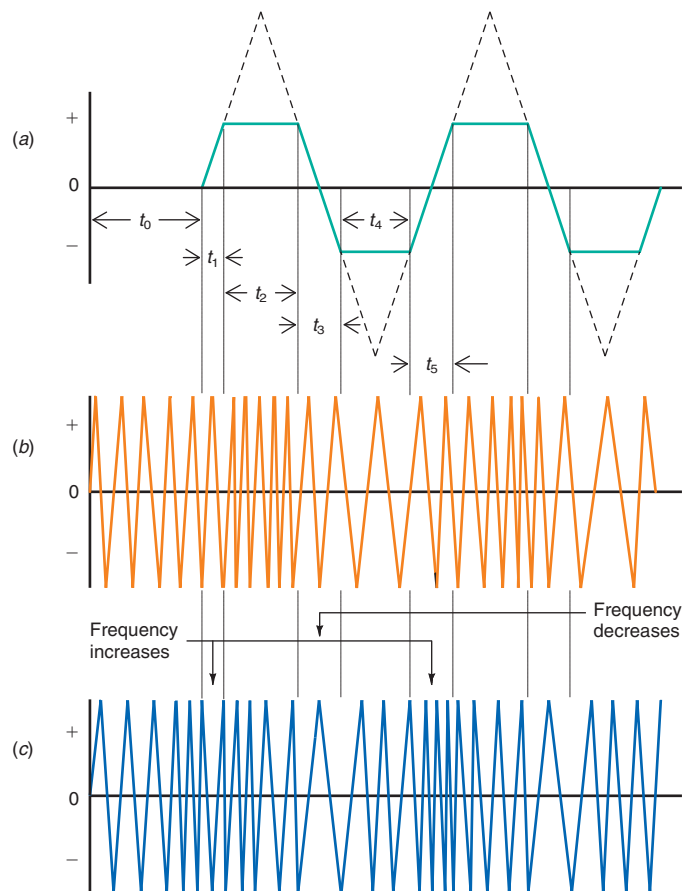 +
(a)
0
t₀
t₄
−
t₁
t₂
t₃
t₅
+
(b)
0
−
Frequency
increases
Frequency
decreases
+
(c)
0
−